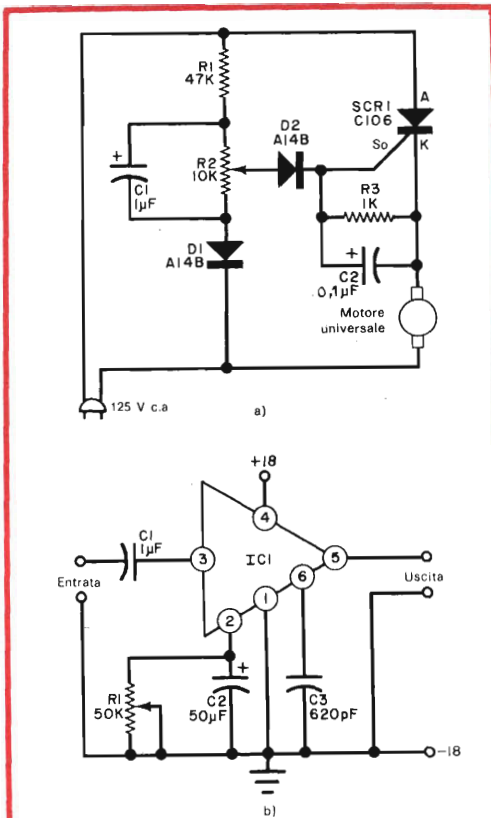 R1
47K
+
C1
1µF
R2
10K
D2
A14B
SCR1
C106
A
So
K
R3
1K
+
C2
0,1µF
D1
A14B
Motore
universale
125 V c.a
a)
+18
C1
1µF
3
4
IC1
5
6
1
2
Entrata
Uscita
R1
50K
+
C2
50µF
C3
620pF
-18
b)